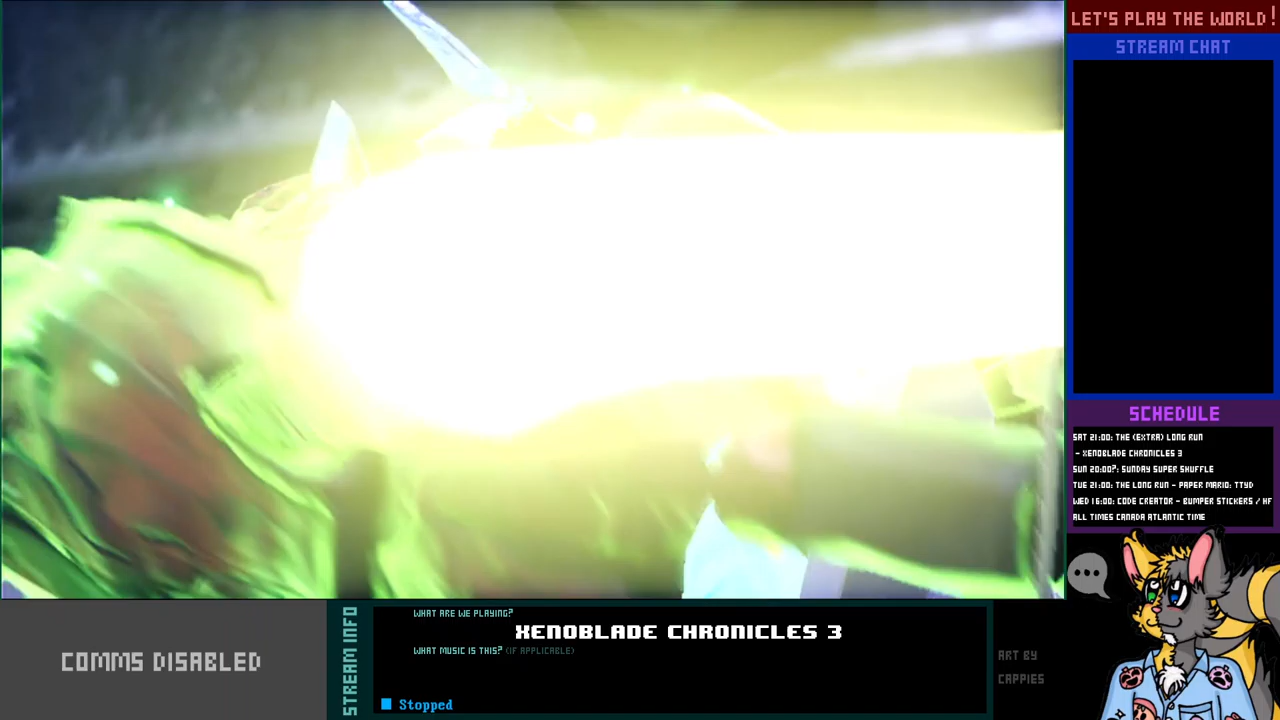 LET'S PLAY THE WORLD!
STREAM CHAT
SCHEDULE
SAT 21:00: THE (EXTRA) LONG RUN
- XENOBLADE CHRONICLES 3
SUN 20:00?: SUNDAY SUPER SHUFFLE
TUE 21:00: THE LONG RUN - PAPER MARIO: TTYD
WED 16:00: CODE CREATOR - BUMPER STICKERS / HF
ALL TIMES CANADA ATLANTIC TIME
COMMS DISABLED
STREAM INFO
WHAT ARE WE PLAYING?
XENOBLADE CHRONICLES 3
WHAT MUSIC IS THIS? (IF APPLICABLE)
Stopped
ART BY
CAPPIES